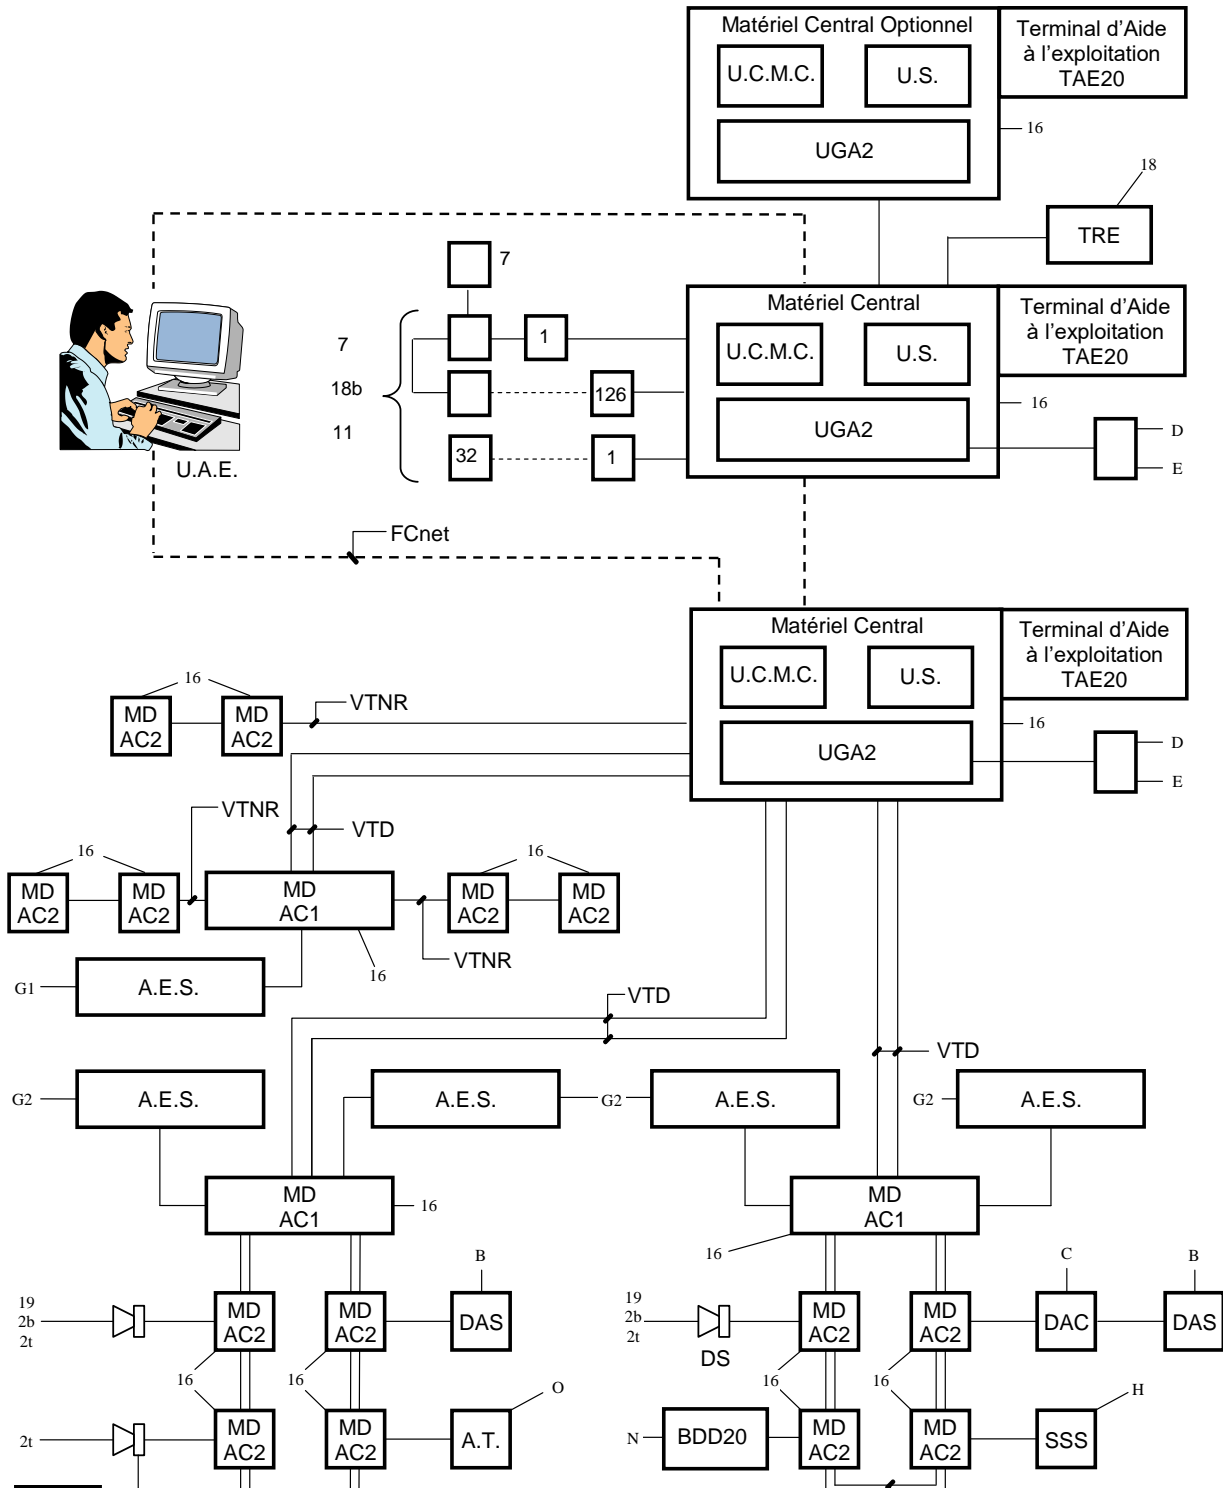 Matériel Central Optionnel
Terminal d'Aide
à l'exploitation
TAE20
U.C.M.C.
U.S.
16
UGA2
18
TRE
7
Matériel Central
Terminal d'Aide
à l'exploitation
TAE20
7
1
U.C.M.C.
U.S.
18b
126
16
11
UGA2
D
32
1
E
U.A.E.
FCnet
Matériel Central
Terminal d'Aide
à l'exploitation
TAE20
U.C.M.C.
U.S.
16
VTNR
MD
AC2
MD
AC2
16
UGA2
D
E
VTNR
VTD
16
16
MD
AC2
MD
AC2
MD
AC1
MD
AC2
MD
AC2
16
VTNR
G1
A.E.S.
VTD
VTD
G2
A.E.S.
A.E.S.
G2
A.E.S.
G2
A.E.S.
MD
AC1
16
MD
AC1
16
B
C
B
19
2b
2t
MD
AC2
MD
AC2
DAS
19
2b
2t
DS
MD
AC2
MD
AC2
DAC
DAS
16
16
O
16
16
H
2t
MD
AC2
MD
AC2
A.T.
N
BDD20
MD
AC2
MD
AC2
SSS